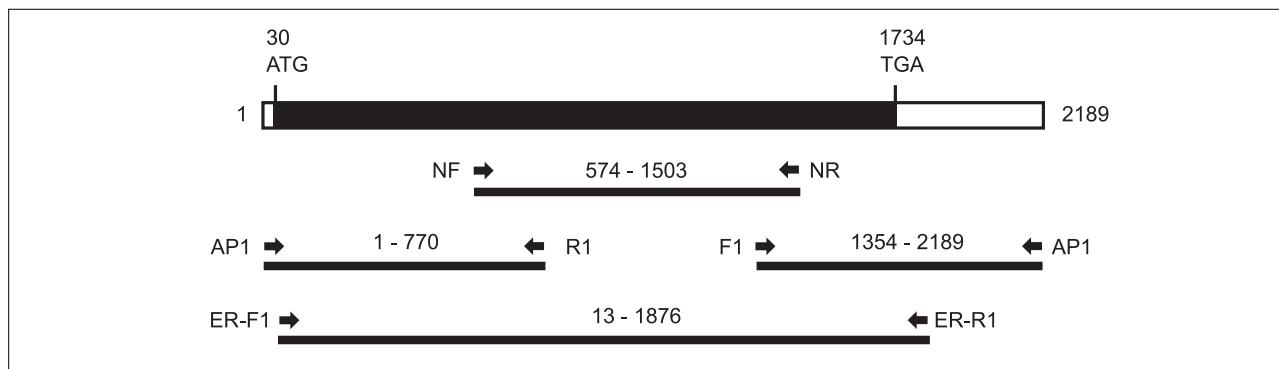 30 1734
ATG TGA
1 2189
NF 574 - 1503 NR
AP1 1 - 770 R1 F1 1354 - 2189 AP1
ER-F1 13 - 1876 ER-R1